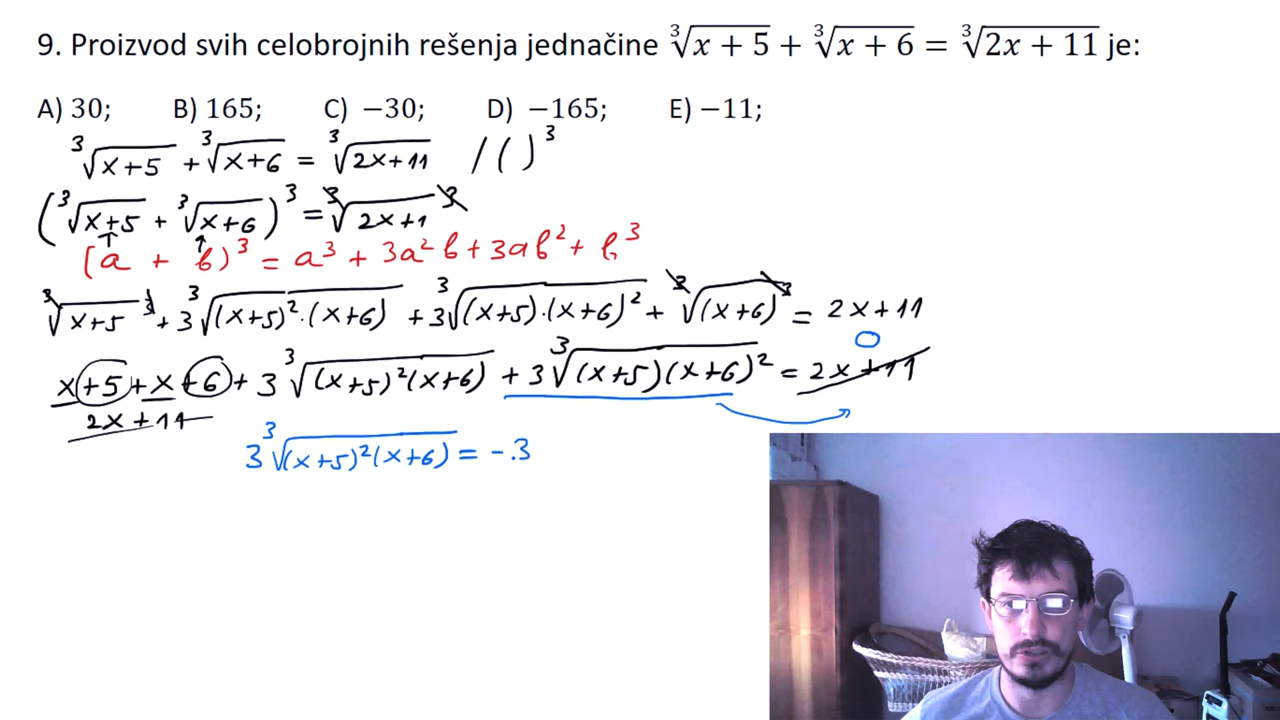 9. Proizvod svih celobrojnih rešenja jednačine ∛(x + 5) + ∛(x + 6) = ∛(2x + 11) je:
A) 30; B) 165; C) −30; D) −165; E) −11;
∛(x+5) + ∛(x+6) = ∛(2x+11) /( )³
(∛(x+5) + ∛(x+6))³ = ∛(2x+1)³
(a + b)³ = a³ + 3a²b + 3ab² + b³
∛(x+5)³ + 3∛((x+5)²·(x+6)) + 3∛((x+5)·(x+6)²) + ∛(x+6)³ = 2x+11
0
x+5+x+6 + 3∛((x+5)²(x+6)) + 3∛((x+5)(x+6)²) = 2x+11
2x+11
3∛((x+5)²(x+6)) = -.3